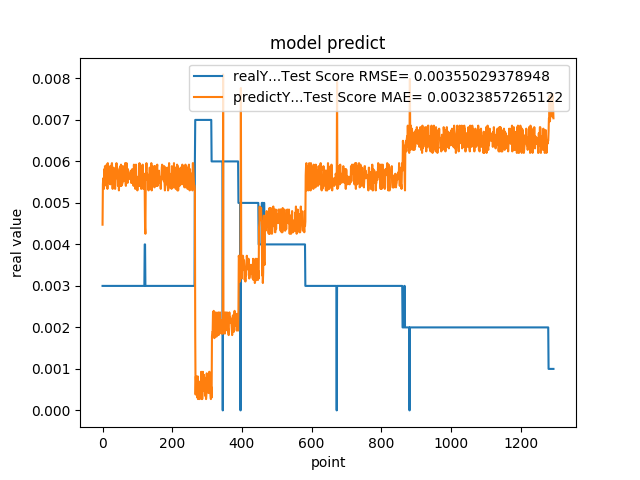 model predict
realY...Test Score RMSE= 0.00355029378948
predictY...Test Score MAE= 0.00323857265122
0.008
0.007
0.006
0.005
0.004
0.003
0.002
0.001
0.000
real value
0 200 400 600 800 1000 1200
point